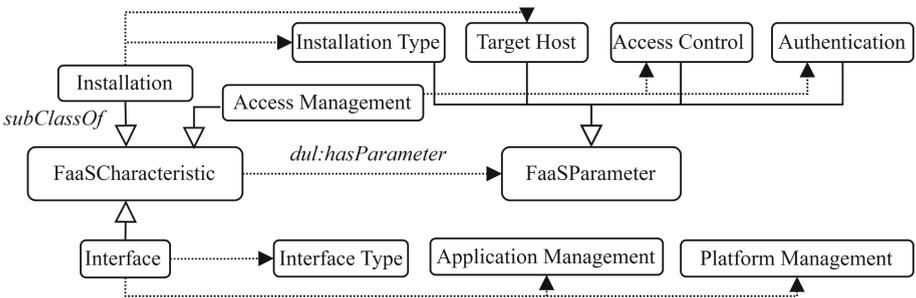 Installation Type
Target Host
Access Control
Authentication
Installation
Access Management
subClassOf
FaaSCharacteristic
dul:hasParameter
FaaSParameter
Interface
Interface Type
Application Management
Platform Management